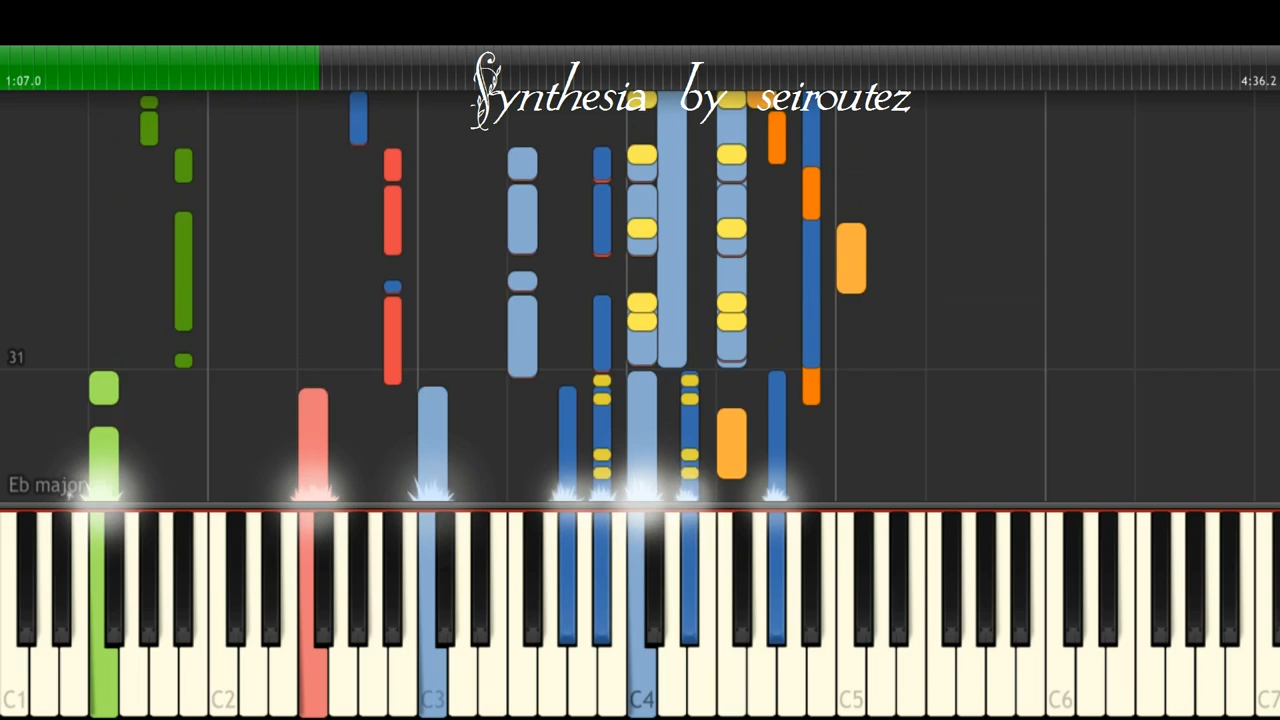 Synthesia by seiroutez
1:07.0
4:36.2
31
Eb major
C1
C2
C3
C4
C5
C6
C7